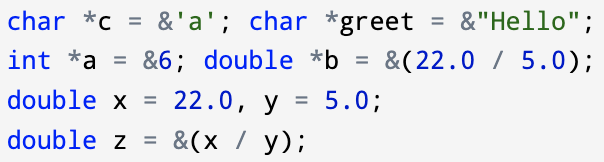 char *c = &'a'; char *greet = &"Hello";
int *a = &6; double *b = &(22.0 / 5.0);
double x = 22.0, y = 5.0;
double z = &(x / y);